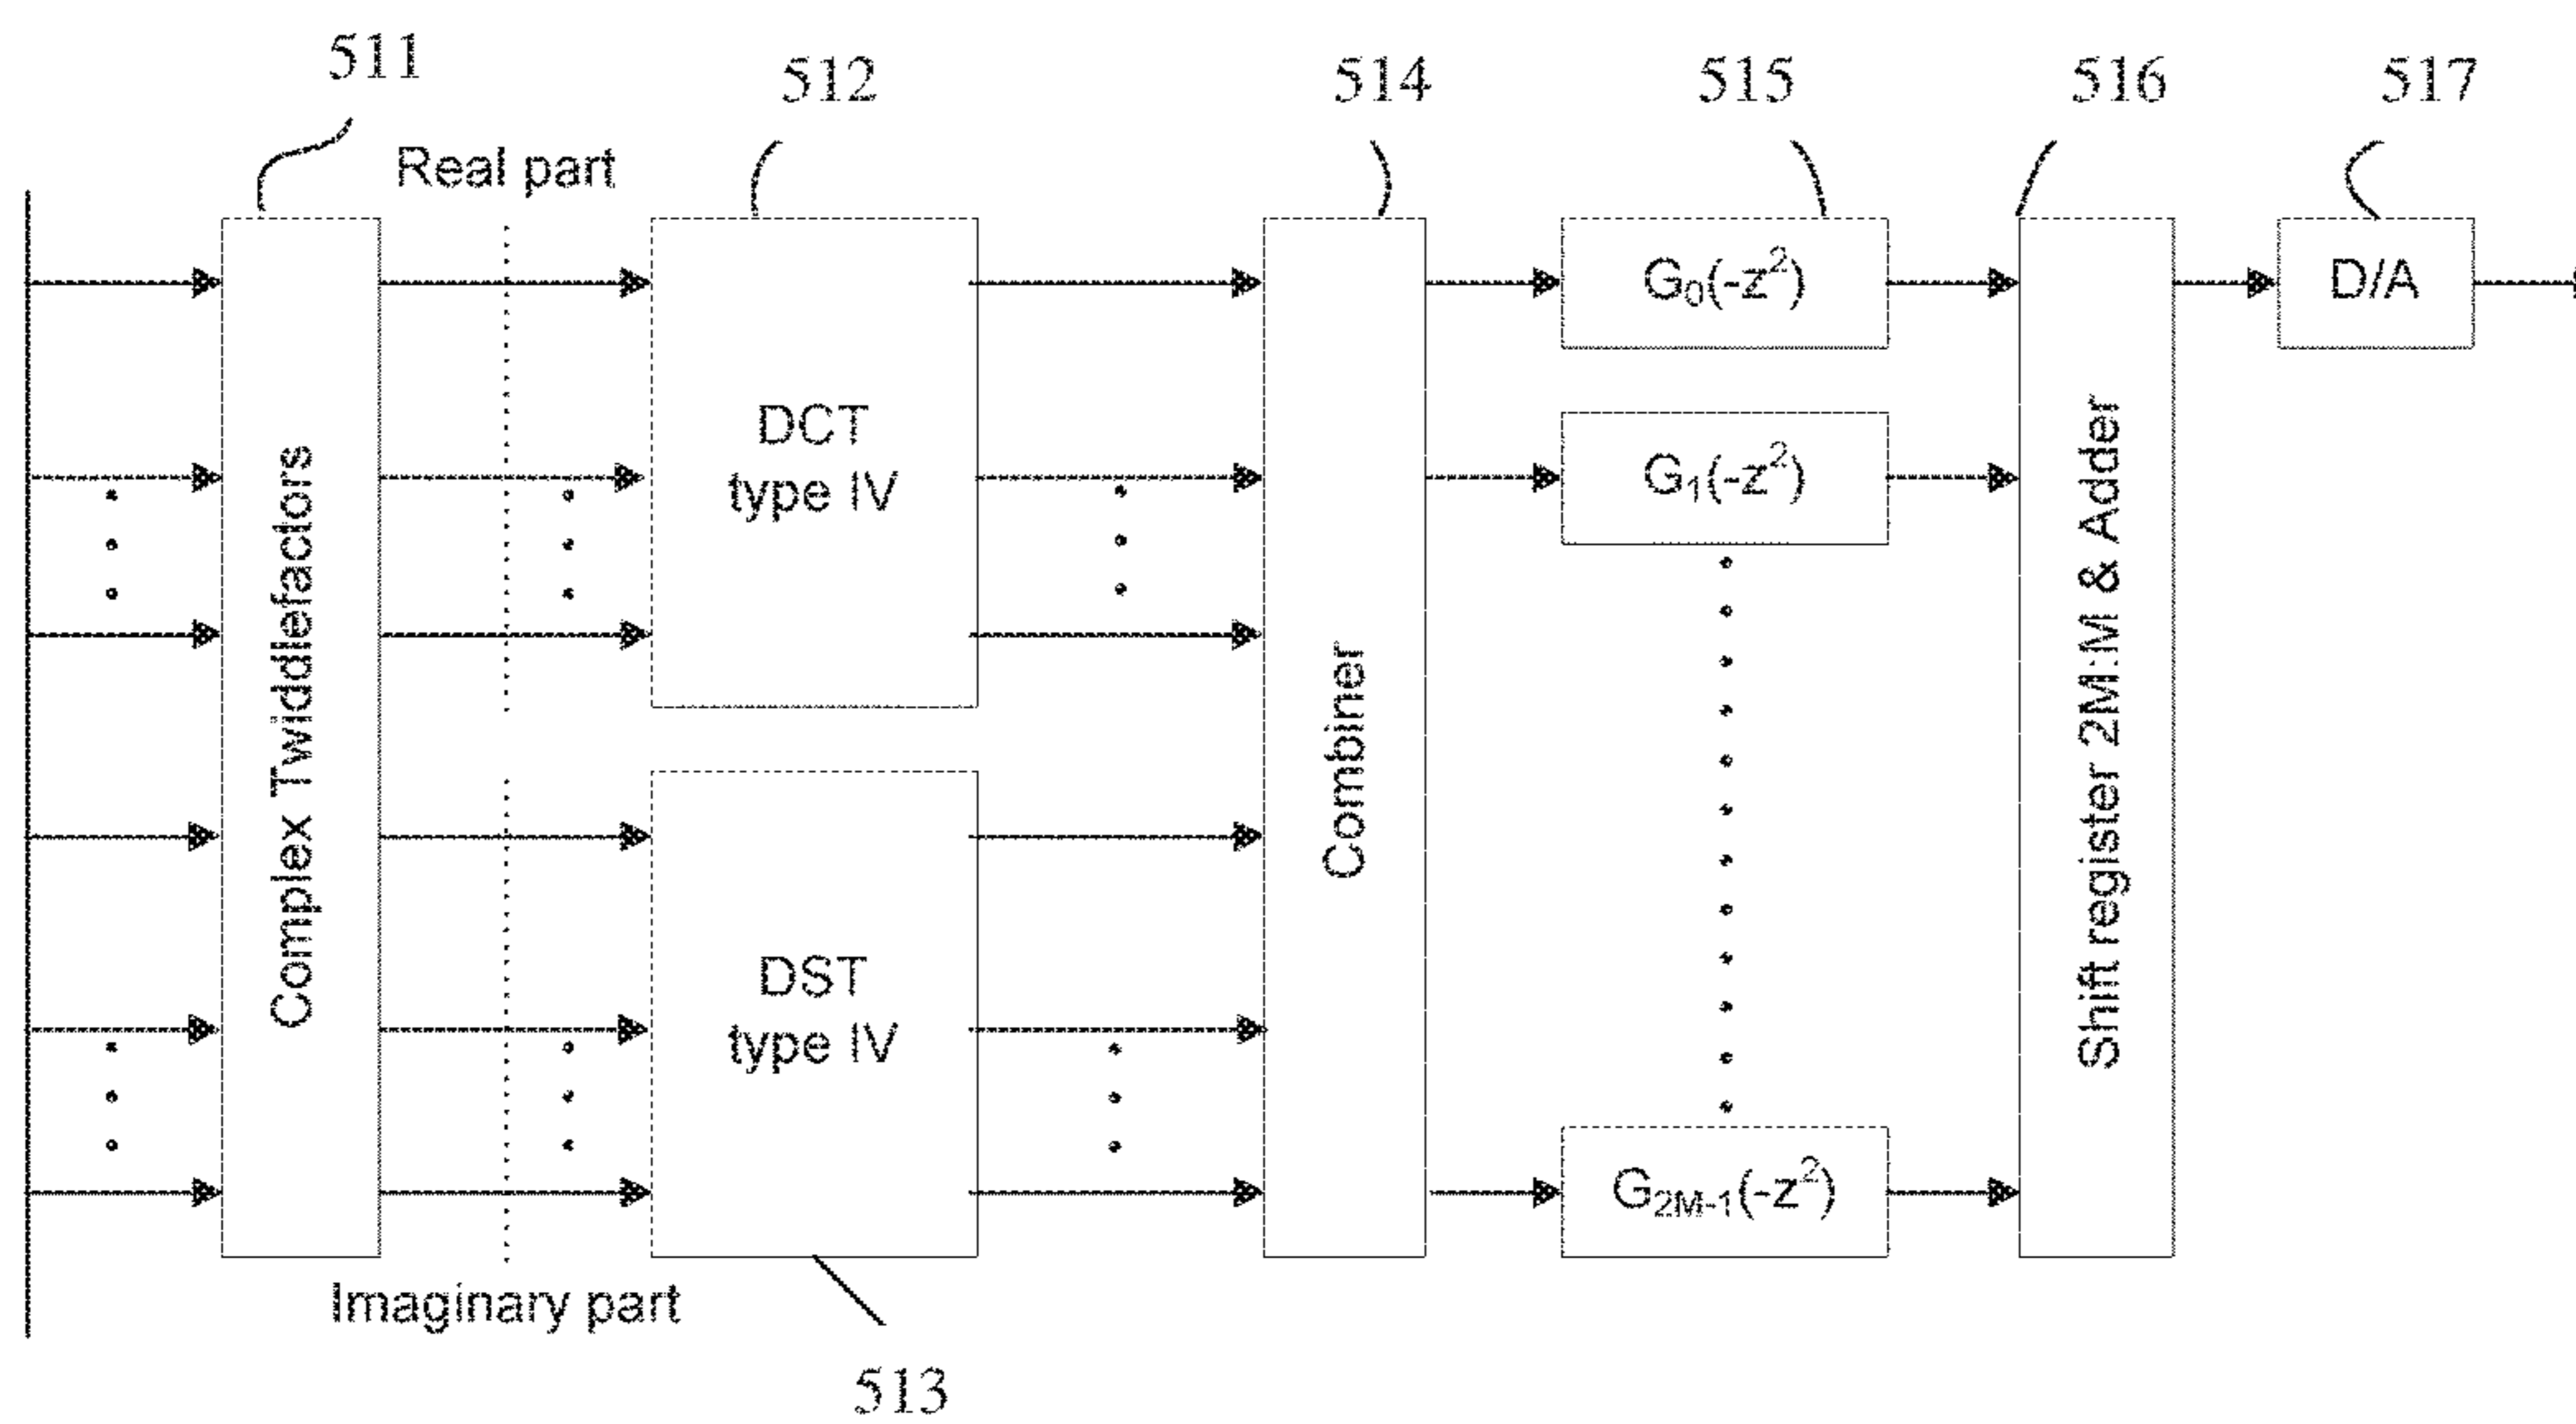 511
512
514
515
516
517
Real part
Complex Twiddlefactors
DCT
type IV
DST
type IV
Combiner
G₀(-z²)
G₁(-z²)
G₂M-₁(-z²)
Shift register 2M:M & Adder
D/A
Imaginary part
513